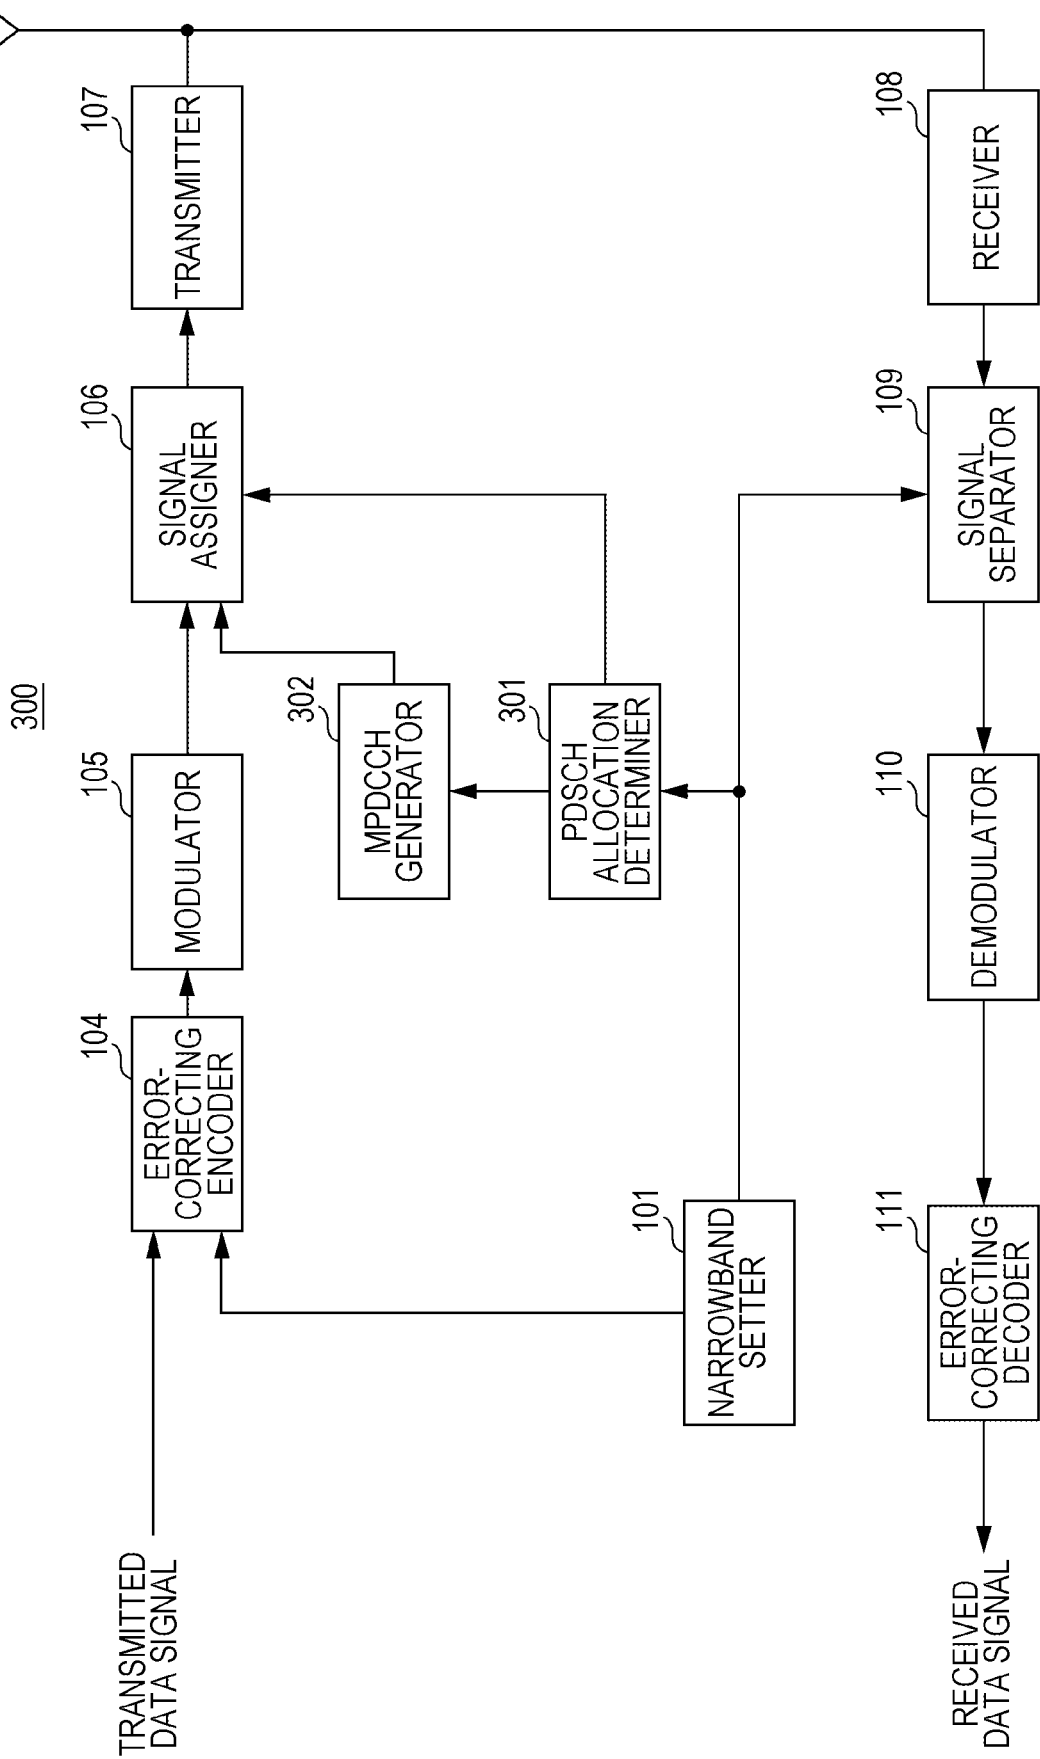 300
TRANSMITTED
DATA SIGNAL
104
ERROR-
CORRECTING
ENCODER
105
MODULATOR
106
SIGNAL
ASSIGNER
107
TRANSMITTER
302
MPDCCH
GENERATOR
301
PDSCH
ALLOCATION
DETERMINER
101
NARROWBAND
SETTER
RECEIVED
DATA SIGNAL
111
ERROR-
CORRECTING
DECODER
110
DEMODULATOR
109
SIGNAL
SEPARATOR
108
RECEIVER